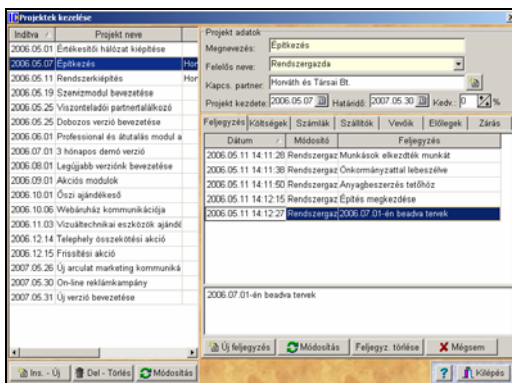 Projektek kezelése
Indítva / Projekt neve
2006.05.01 Értékesítői hálózat kiépítése
2006.05.07 Építkezés Hor
2006.05.11 Rendszerkiépítés Hor
2006.05.19 Szervizmodul bevezetése
2006.05.25 Viszonteladói partnertalálkozó
2006.05.25 Dobozos verzió bevezetése
2006.06.01 Professional és átutalás modul a
2006.07.01 3 hónapos demó verzió
2006.08.01 Legújjabb verziónk bevezetése
2006.09.01 Akciós modulok
2006.10.01 Őszi ajándékeső
2006.10.06 Webáruház kommunikációja
2006.11.03 Vizuáltechnikai eszközök ajándé
2006.12.14 Telephely összekötési akció
2006.12.15 Frissítési akció
2007.05.26 Új arculat marketing kommuniká
2007.05.30 On-line reklámkampány
2007.05.31 Új verzió bevezetése
Ins. - Új
Del - Törlés
Módosítás
Projekt adatok
Megnevezés: Építkezés
Felelős neve: Rendszergazda
Kapcs. partner: Horváth és Társai Bt.
Projekt kezdete: 2006.05.07 Határidő: 2007.05.30 Kedv.: 0 %
Feljegyzés Költségek Számlák Szállítók Vevőik Előlegek Zárás
Dátum / Módosító Feljegyzés
2006.05.11 14:11:28 Rendszergaz Munkások elkezdték munkát
2006.05.11 14:11:38 Rendszergaz Önkormányzattal lebeszélve
2006.05.11 14:11:50 Rendszergaz Anyagbeszerzés tetőhöz
2006.05.11 14:12:15 Rendszergaz Építés megkezdése
2006.05.11 14:12:27 Rendszergaz 2006.07.01-én beadva tervek
2006.07.01-én beadva tervek
Új feljegyzés
Módosítás
Feljegyz. törlése
Mégsem
?
Kilépés